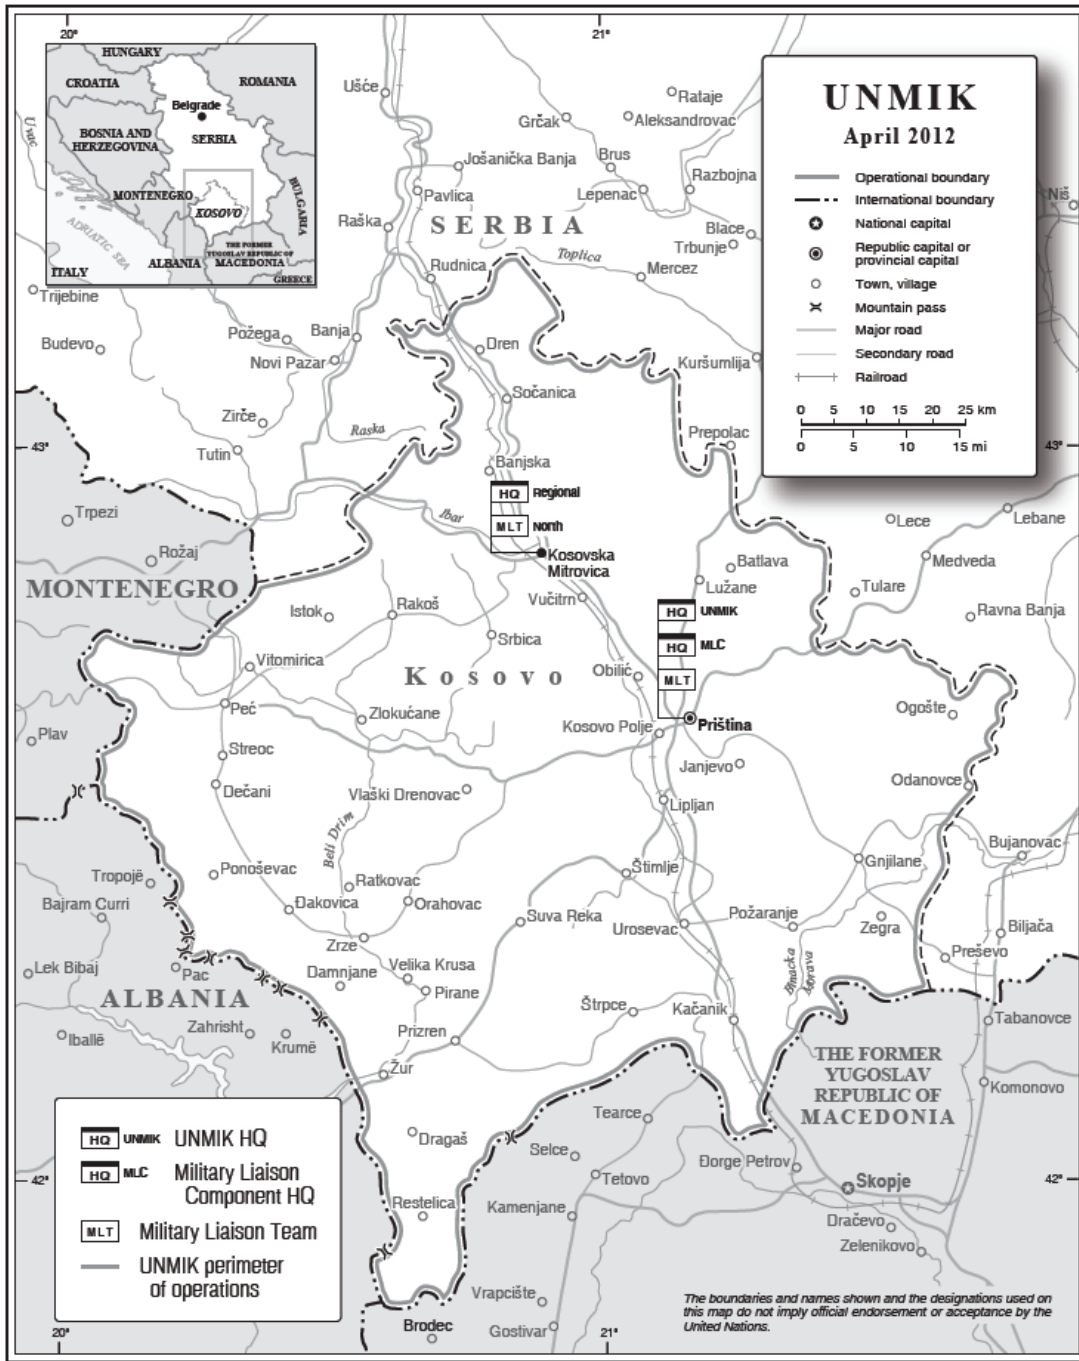 20°
21°
HUNGARY
CROATIA
ROMANIA
Belgrade
BOSNIA AND
HERZEGOVINA
SERBIA
MONTENEGRO
KOSOVO
BULGARIA
ADRIATIC SEA
THE FORMER
YUGOSLAV REPUBLIC OF
MACEDONIA
ALBANIA
ITALY
GREECE
UNMIK
April 2012
Operational boundary
International boundary
National capital
Republic capital or
provincial capital
Town, village
Mountain pass
Major road
Secondary road
Railroad
0 5 10 15 20 25 km
0 5 10 15 mi
Uvac
Ušće
Rataje
Grčak
Aleksandrovac
Jošanička Banja
Brus
Pavlica
Lepenac
Razbojna
Niš
Raška
SERBIA
Blace
Trbunje
Toplica
Rudnica
Mercez
Trijebine
Požega
Banja
Budevo
Novi Pazar
Dren
Kuršumlija
Sočanica
Zirče
Raska
Prepolac
43°
Tutin
43°
Banjska
HQ Regional
Trpezi
Ibar
MLT North
Lece
Lebane
Rožaj
Kosovska
Mitrovica
Batlava
Medveda
MONTENEGRO
Lužane
Tulare
Vučitrn
HQ UNMIK
Istok
Rakoš
Ravna Banja
Srbica
HQ MLC
Vitomirica
Kosovo
Obilić
MLT
Peć
Zlokućane
Ogošte
Plav
Kosovo Polje
Priština
Streoc
Janjevo
Dečani
Vlaški Drenovac
Odanovce
Lipljan
Beli Drim
Bujanovac
Gnjilane
Ponoševac
Štimlje
Tropojë
Ratkovac
Bajram Curri
Đakovica
Orahovac
Suva Reka
Požaranje
Urosevac
Zegra
Biljača
Zrze
Preševo
Lek Bibaj
Pac
Damnjane
Velika Krusa
Binacka
Morava
Pirane
ALBANIA
Štrpce
Kačanik
Zahrisht
Prizren
Tabanovce
Iballë
Krumë
Žur
THE FORMER
YUGOSLAV
REPUBLIC OF
MACEDONIA
Komonovo
Tearce
HQ UNMIK UNMIK HQ
Dragaš
Selce
HQ MLC Military Liaison
Component HQ
Đorge Petrov
Tetovo
42°
Skopje
42°
Restelica
Kamenjane
MLT Military Liaison Team
Dračevo
Zelenikovo
UNMIK perimeter
of operations
Vrapcište
The boundaries and names shown and the designations used on
this map do not imply official endorsement or acceptance by the
United Nations.
Brodec
Gostivar
20°
21°